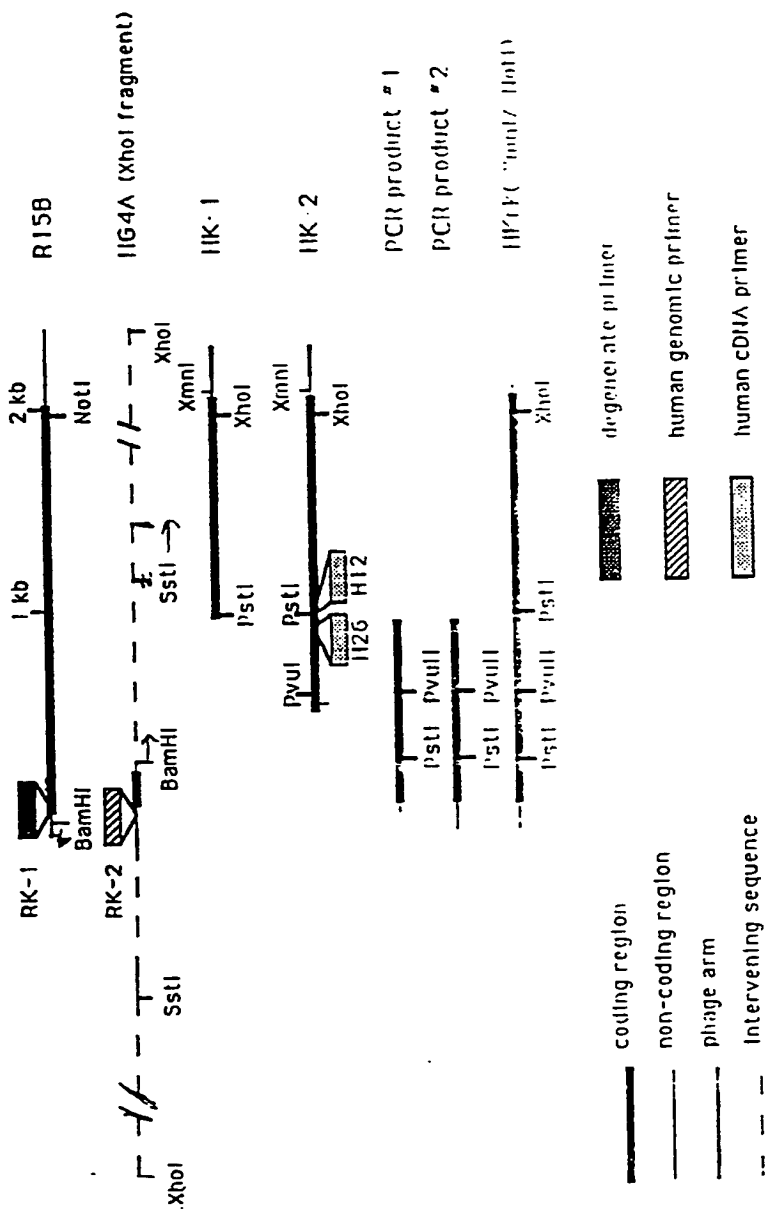 1 kb 2 kb
RK-1 R15B
BamHI NotI
RK-2 HG4A (XhoI fragment)
XhoI SstI BamHI SstI XhoI
XmnI
HK-1
PstI XhoI
PvuI PstI XmnI
HK-2
H26 H12 XhoI
PCR product #1
PstI PvuII
PCR product #2
PstI PvuII
PstI PvuII PstI XhoI
coding region
non-coding region
phage arm
Intervening sequence
degenerate primer
human genomic primer
human cDNA primer